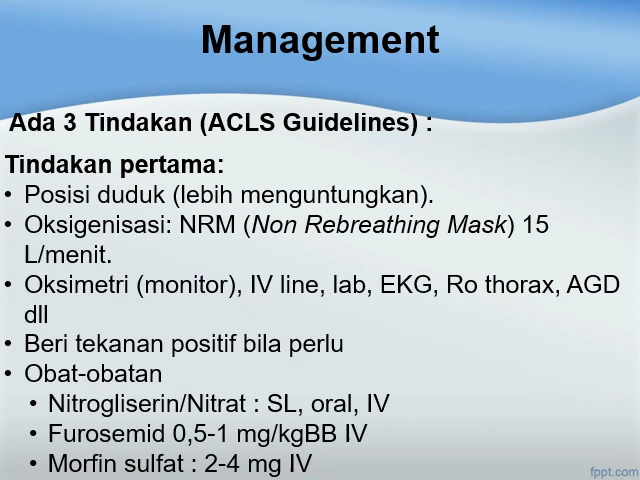 Management
Ada 3 Tindakan (ACLS Guidelines) :
Tindakan pertama:
• Posisi duduk (lebih menguntungkan).
• Oksigenisasi: NRM (Non Rebreathing Mask) 15
L/menit.
• Oksimetri (monitor), IV line, lab, EKG, Ro thorax, AGD
dll
• Beri tekanan positif bila perlu
• Obat-obatan
• Nitrogliserin/Nitrat : SL, oral, IV
• Furosemid 0,5-1 mg/kgBB IV
• Morfin sulfat : 2-4 mg IV
fppt.com